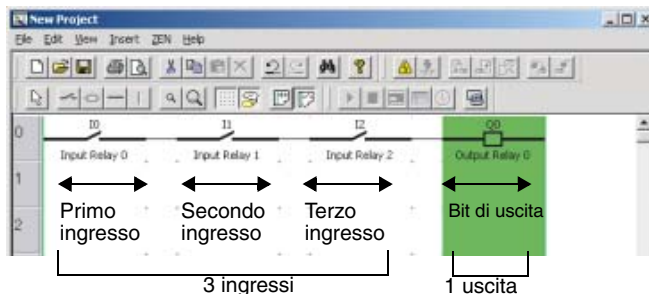 New Project
File Edit View Insert ZEN Help
0 I0 I1 I2 Q0
Input Relay 0 Input Relay 1 Input Relay 2 Output Relay 0
1
Primo ingresso Secondo ingresso Terzo ingresso Bit di uscita
2
3 ingressi 1 uscita